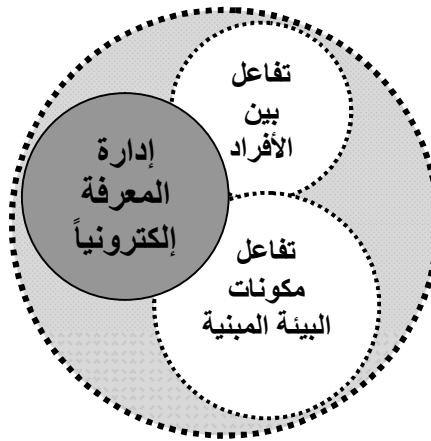 تفاعل
بين
الأفراد
إدارة
المعرفة
إلكترونياً
تفاعل
مكونات
البيئة المبنية